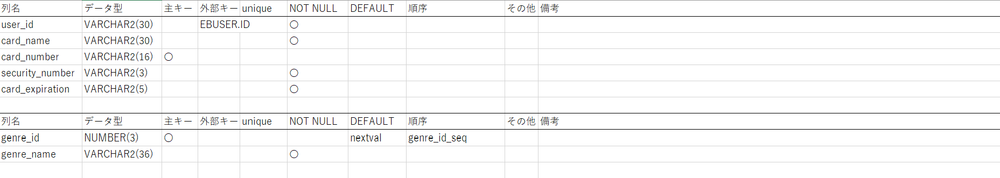 列名 データ型 主キー 外部キー unique NOT NULL DEFAULT 順序 その他 備考
user_id VARCHAR2(30) EBUSER.ID ○
card_name VARCHAR2(30) ○
card_number VARCHAR2(16) ○
security_number VARCHAR2(3) ○
card_expiration VARCHAR2(5) ○
列名 データ型 主キー 外部キー unique NOT NULL DEFAULT 順序 その他 備考
genre_id NUMBER(3) ○ nextval genre_id_seq
genre_name VARCHAR2(36) ○